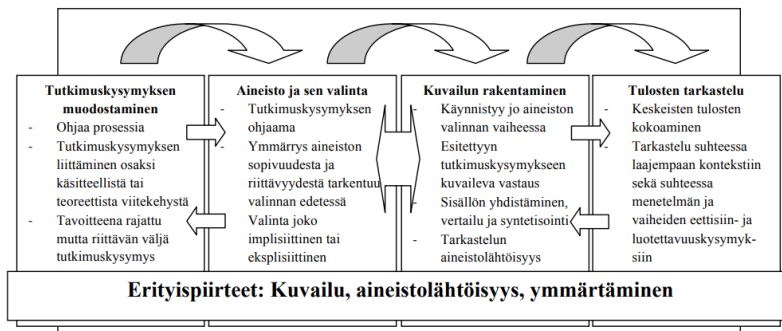 Tutkimuskysymyksen
muodostaminen
- Ohjaa prosessia
- Tutkimuskysymyksen
liittäminen osaksi
käsitteellistä tai
teoreettista viitekehystä
- Tavoitteena rajattu
mutta riittävän väljä
tutkimuskysymys
Aineisto ja sen valinta
- Tutkimuskysymyksen
ohjaama
- Ymmärrys aineiston
sopivuudesta ja
riittävyydestä tarkentuu
valinnan edetessä
- Valinta joko
implisiittinen tai
eksplisiittinen
Kuvailun rakentaminen
- Käynnistyy jo aineiston
valinnan vaiheessa
Esitettyyn
tutkimuskysymykseen
kuvaileva vastaus
- Sisällön yhdistäminen,
vertailu ja syntetisointi
- Tarkastelun
aineistolähtöisyys
Tulosten tarkastelu
- Keskeisten tulosten
kokoaminen
- Tarkastelu suhteessa
laajempaan kontekstiin
sekä suhteessa
menetelmän ja
vaiheiden eettisiin- ja
luotettavuuskysymyk-
siin
Erityispiirteet: Kuvailu, aineistolähtöisyys, ymmärtäminen